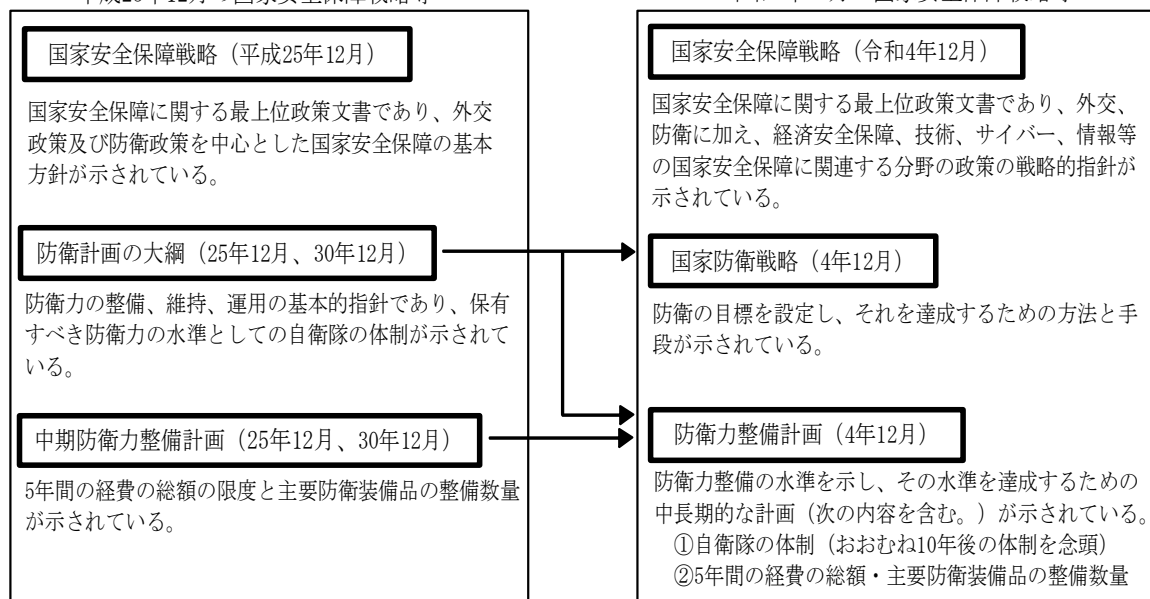 国家安全保障戦略（平成25年12月）
国家安全保障に関する最上位政策文書であり、外交
政策及び防衛政策を中心とした国家安全保障の基本
方針が示されている。
防衛計画の大綱（25年12月、30年12月）
防衛力の整備、維持、運用の基本的指針であり、保有
すべき防衛力の水準としての自衛隊の体制が示されて
いる。
中期防衛力整備計画（25年12月、30年12月）
5年間の経費の総額の限度と主要防衛装備品の整備数量
が示されている。
国家安全保障戦略（令和4年12月）
国家安全保障に関する最上位政策文書であり、外交、
防衛に加え、経済安全保障、技術、サイバー、情報等
の国家安全保障に関連する分野の政策の戦略的指針が
示されている。
国家防衛戦略（4年12月）
防衛の目標を設定し、それを達成するための方法と手
段が示されている。
防衛力整備計画（4年12月）
防衛力整備の水準を示し、その水準を達成するための
中長期的な計画（次の内容を含む。）が示されている。
①自衛隊の体制（おおむね10年後の体制を念頭）
②5年間の経費の総額・主要防衛装備品の整備数量